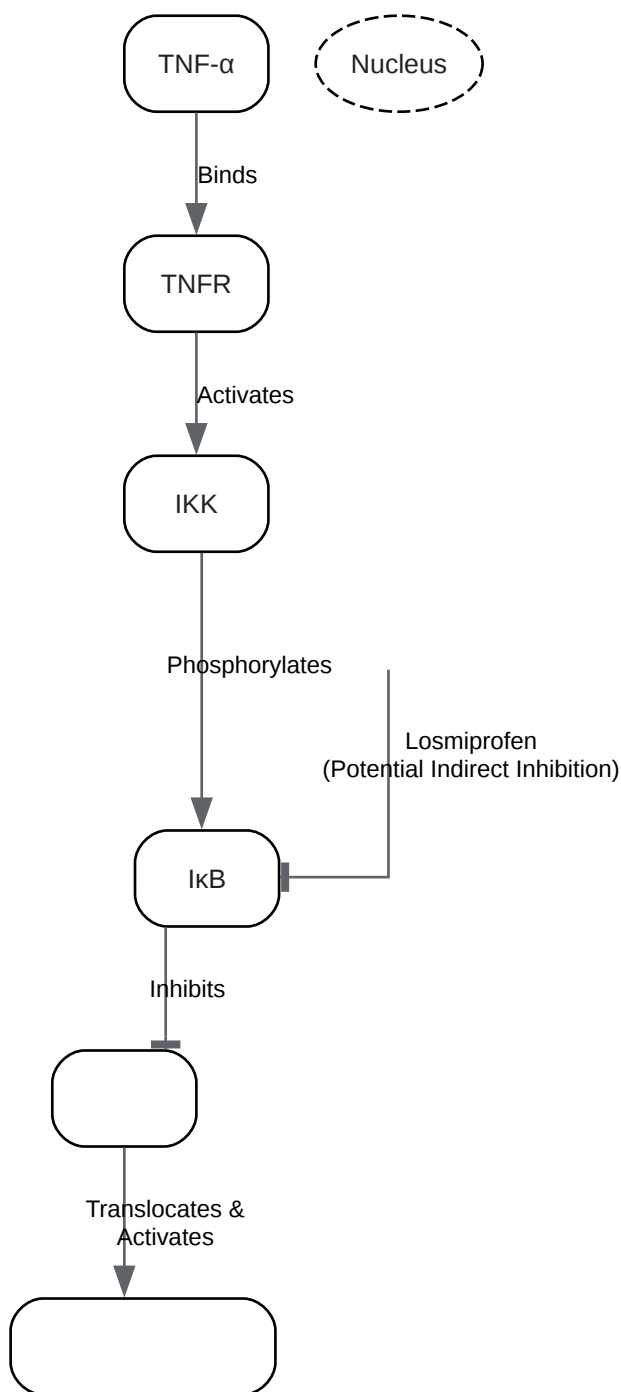 TNF-α
Nucleus
Binds
TNFR
Activates
IKK
Phosphorylates
Losmiprofen
(Potential Indirect Inhibition)
IκB
Inhibits
Translocates &
Activates